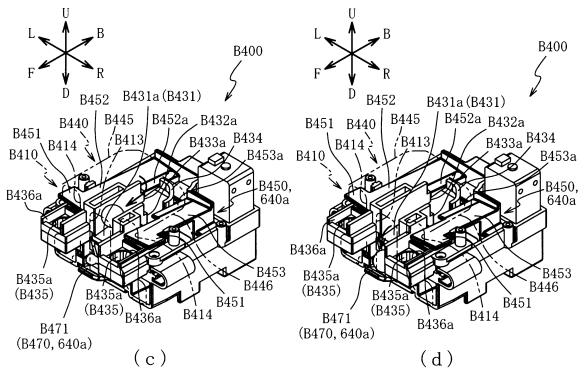 U
L B
F R
D
B400
B431a(B431)
B452
B445
B452a
B440
B413
B432a
B451
B433a
B414
B434
B410
B453a
B436a
B450,
640a
B435a
(B435)
B453
B435a
(B435)
B446
B451
B436a
B414
B471
(B470,640a)
(c)
U
L B
F R
D
B400
B431a(B431)
B452
B445
B452a
B440
B413
B432a
B451
B433a
B414
B434
B410
B453a
B450,
640a
B436a
B435a
(B435)
B453
B435a
(B435)
B446
B451
B436a
B414
B471
(B470,640a)
(d)